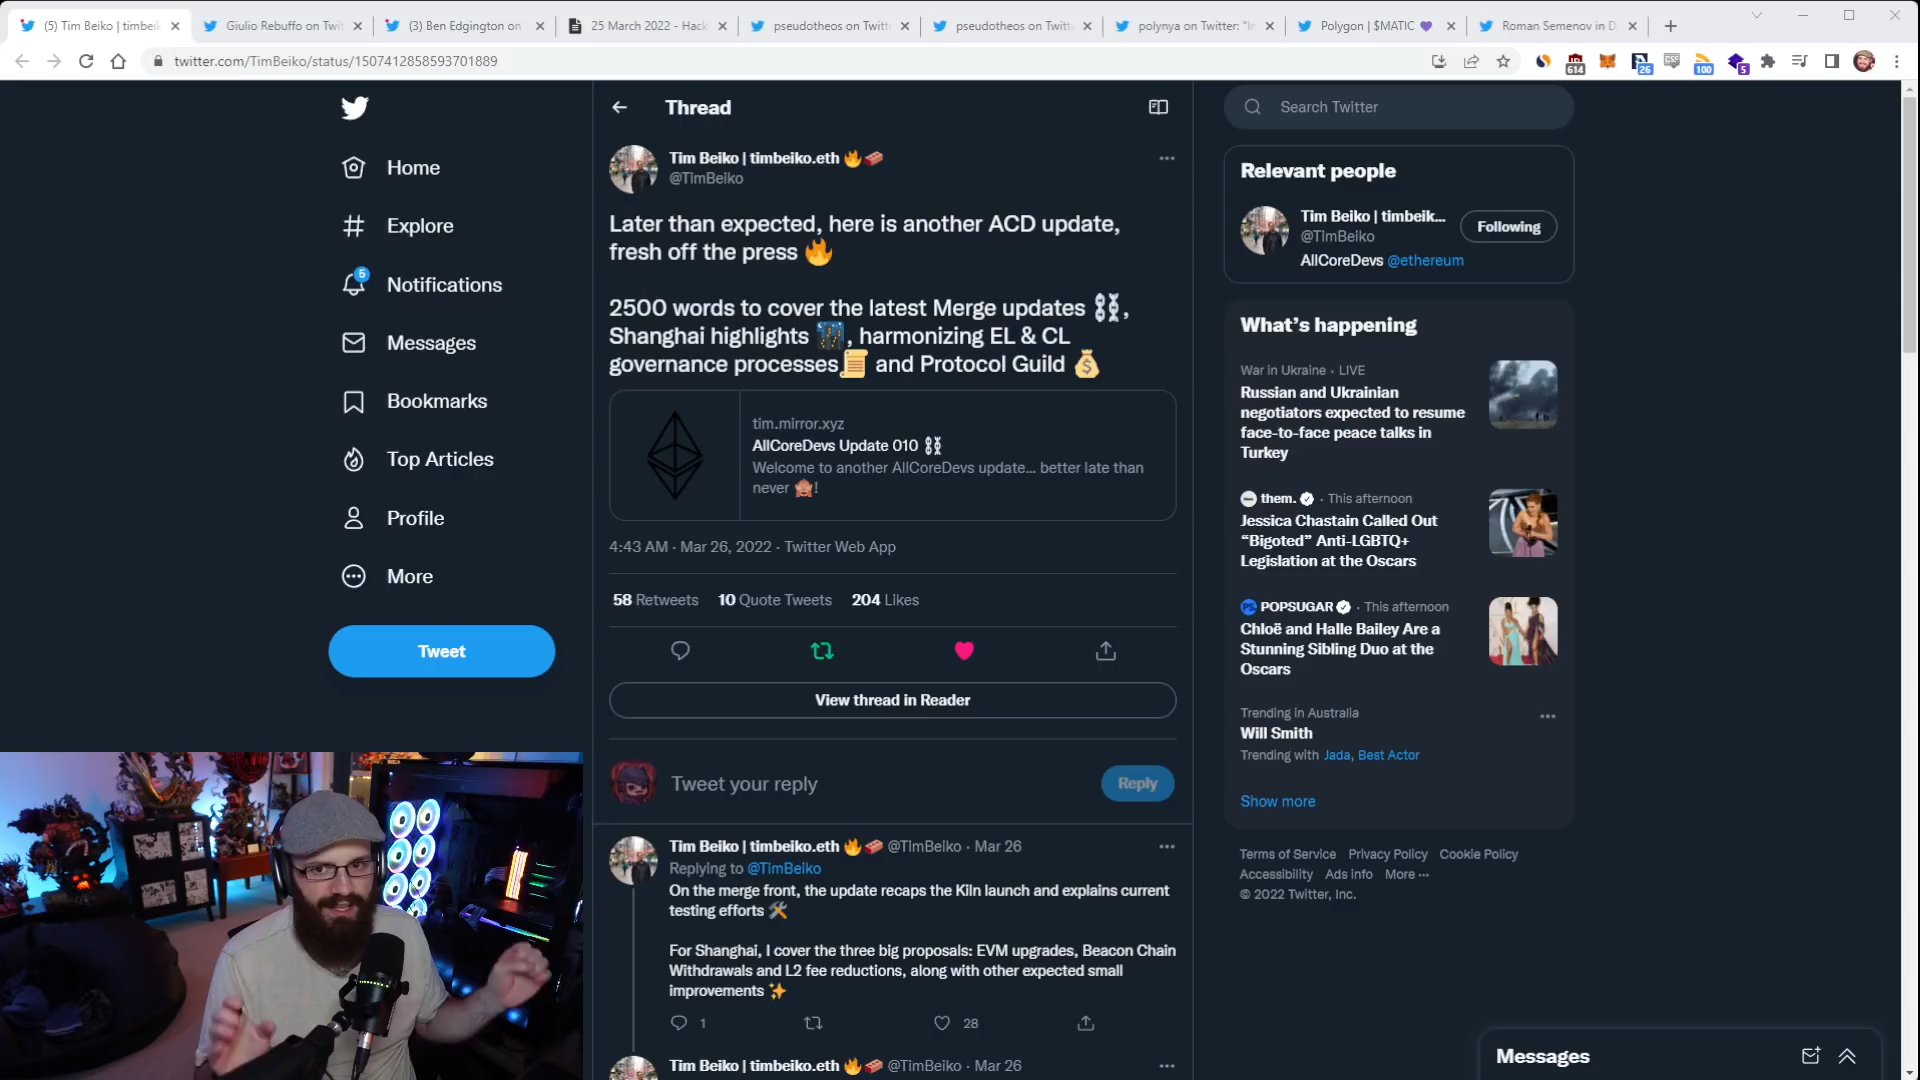 (5) Tim Beiko | timbeik
Giulio Rebuffo on Twit
(3) Ben Edgington on
25 March 2022 - Hack
pseudotheos on Twitte
pseudotheos on Twitte
polynya on Twitter: "In
Polygon | $MATIC 💜
Roman Semenov in D
twitter.com/TimBeiko/status/1507412858593701889
614
26
100
5
Home
Explore
5
Notifications
Messages
Bookmarks
Top Articles
Profile
More
Tweet
Thread
Tim Beiko | timbeiko.eth 🔥🧱
@TimBeiko
Later than expected, here is another ACD update,
fresh off the press 🔥
2500 words to cover the latest Merge updates ⛓,
Shanghai highlights 🌃, harmonizing EL & CL
governance processes📜 and Protocol Guild 💰
tim.mirror.xyz
AllCoreDevs Update 010 ⛓
Welcome to another AllCoreDevs update... better late than
never 🙈!
4:43 AM · Mar 26, 2022 · Twitter Web App
58 Retweets 10 Quote Tweets 204 Likes
View thread in Reader
Tweet your reply
Reply
Tim Beiko | timbeiko.eth 🔥🧱 @TimBeiko · Mar 26
Replying to @TimBeiko
On the merge front, the update recaps the Kiln launch and explains current
testing efforts 🛠
For Shanghai, I cover the three big proposals: EVM upgrades, Beacon Chain
Withdrawals and L2 fee reductions, along with other expected small
improvements ✨
1 28
Tim Beiko | timbeiko.eth 🔥🧱 @TimBeiko · Mar 26
Search Twitter
Relevant people
Tim Beiko | timbeik...
@TimBeiko
Following
AllCoreDevs @ethereum
What's happening
War in Ukraine · LIVE
Russian and Ukrainian
negotiators expected to resume
face-to-face peace talks in
Turkey
them. · This afternoon
Jessica Chastain Called Out
“Bigoted” Anti-LGBTQ+
Legislation at the Oscars
POPSUGAR · This afternoon
Chloë and Halle Bailey Are a
Stunning Sibling Duo at the
Oscars
Trending in Australia
Will Smith
Trending with Jada, Best Actor
Show more
Terms of Service Privacy Policy Cookie Policy
Accessibility Ads info More ···
© 2022 Twitter, Inc.
Messages